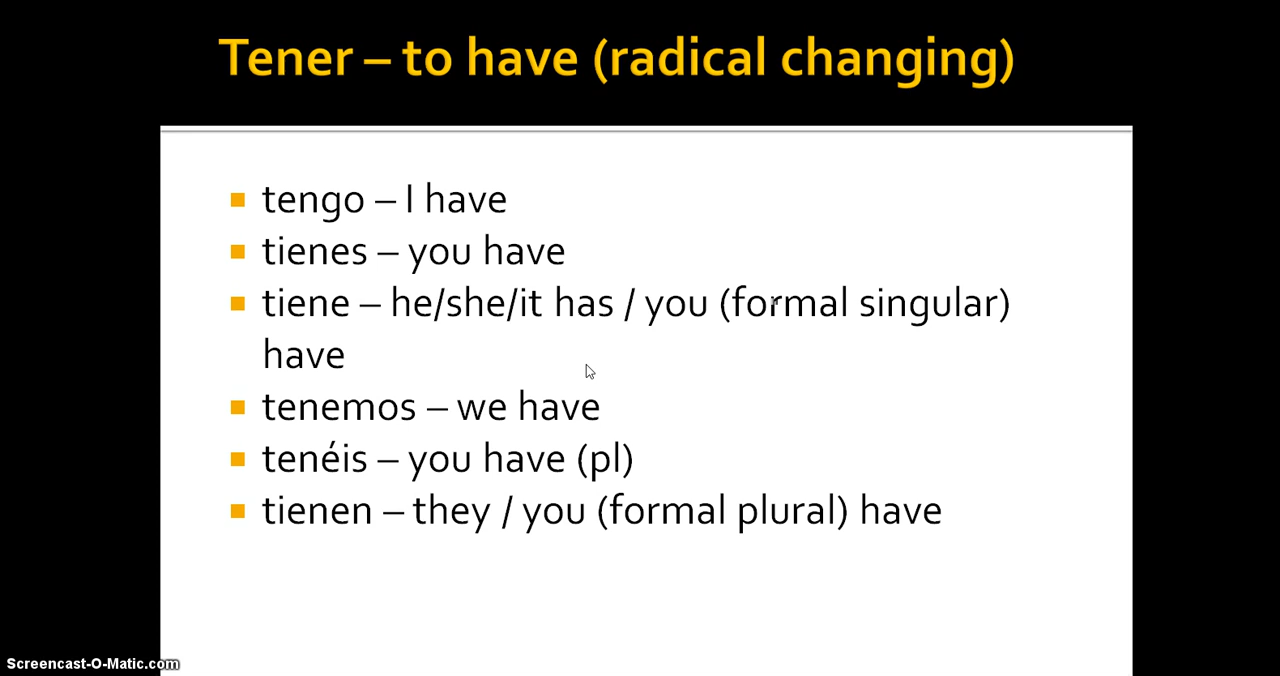 Tener – to have (radical changing)
tengo – I have
tienes – you have
tiene – he/she/it has / you (formal singular)
have
tenemos – we have
tenéis – you have (pl)
tienen – they / you (formal plural) have
Screencast-O-Matic.com